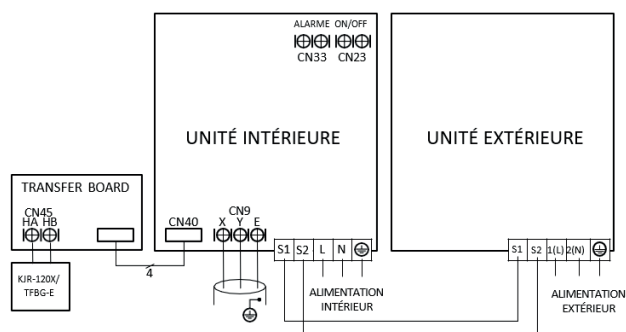 ALARME ON/OFF
CN33 CN23
UNITÉ INTÉRIEURE
UNITÉ EXTÉRIEURE
TRANSFER BOARD
CN45
HA HB
CN40
CN9
X Y E
S1 S2 L N
S1 S2 1(L) 2(N)
4
KJR-120X/
TFBG-E
ALIMENTATION
INTÉRIEUR
ALIMENTATION
EXTÉRIEUR